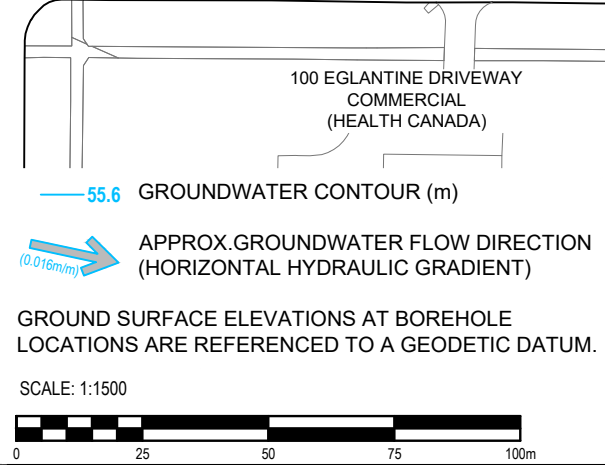 100 EGLANTINE DRIVEWAY
COMMERCIAL
(HEALTH CANADA)
55.6 GROUNDWATER CONTOUR (m)
(0.016m/m)
APPROX.GROUNDWATER FLOW DIRECTION
(HORIZONTAL HYDRAULIC GRADIENT)
GROUND SURFACE ELEVATIONS AT BOREHOLE
LOCATIONS ARE REFERENCED TO A GEODETIC DATUM.
SCALE: 1:1500
0 25 50 75 100m